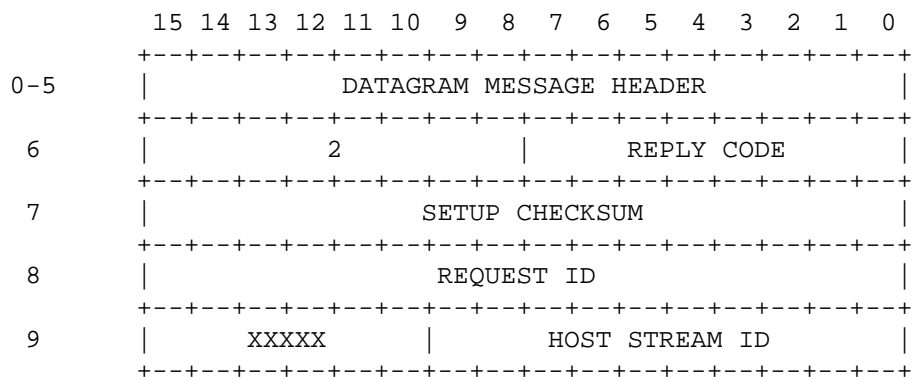 15 14 13 12 11 10 9 8 7 6 5 4 3 2 1 0
+--+--+--+--+--+--+--+--+--+--+--+--+--+--+--+--+
0-5 | DATAGRAM MESSAGE HEADER |
+--+--+--+--+--+--+--+--+--+--+--+--+--+--+--+--+
6 | 2 | REPLY CODE |
+--+--+--+--+--+--+--+--+--+--+--+--+--+--+--+--+
7 | SETUP CHECKSUM |
+--+--+--+--+--+--+--+--+--+--+--+--+--+--+--+--+
8 | REQUEST ID |
+--+--+--+--+--+--+--+--+--+--+--+--+--+--+--+--+
9 | XXXXX | HOST STREAM ID |
+--+--+--+--+--+--+--+--+--+--+--+--+--+--+--+--+